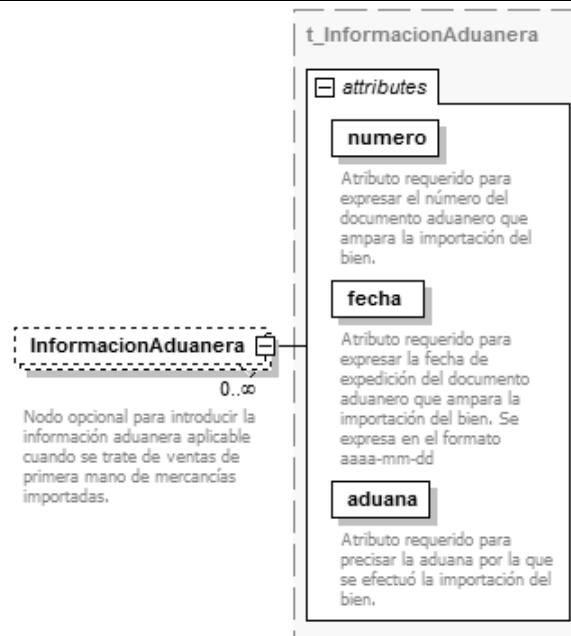 t_InformacionAduanera
attributes
numero
Atributo requerido para
expresar el número del
documento aduanero que
ampara la importación del
bien.
fecha
Atributo requerido para
expresar la fecha de
expedición del documento
aduanero que ampara la
importación del bien. Se
expresa en el formato
aaaa-mm-dd
InformacionAduanera
0..∞
Nodo opcional para introducir la
información aduanera aplicable
cuando se trate de ventas de
primera mano de mercancías
importadas.
aduana
Atributo requerido para
precisar la aduana por la que
se efectuó la importación del
bien.